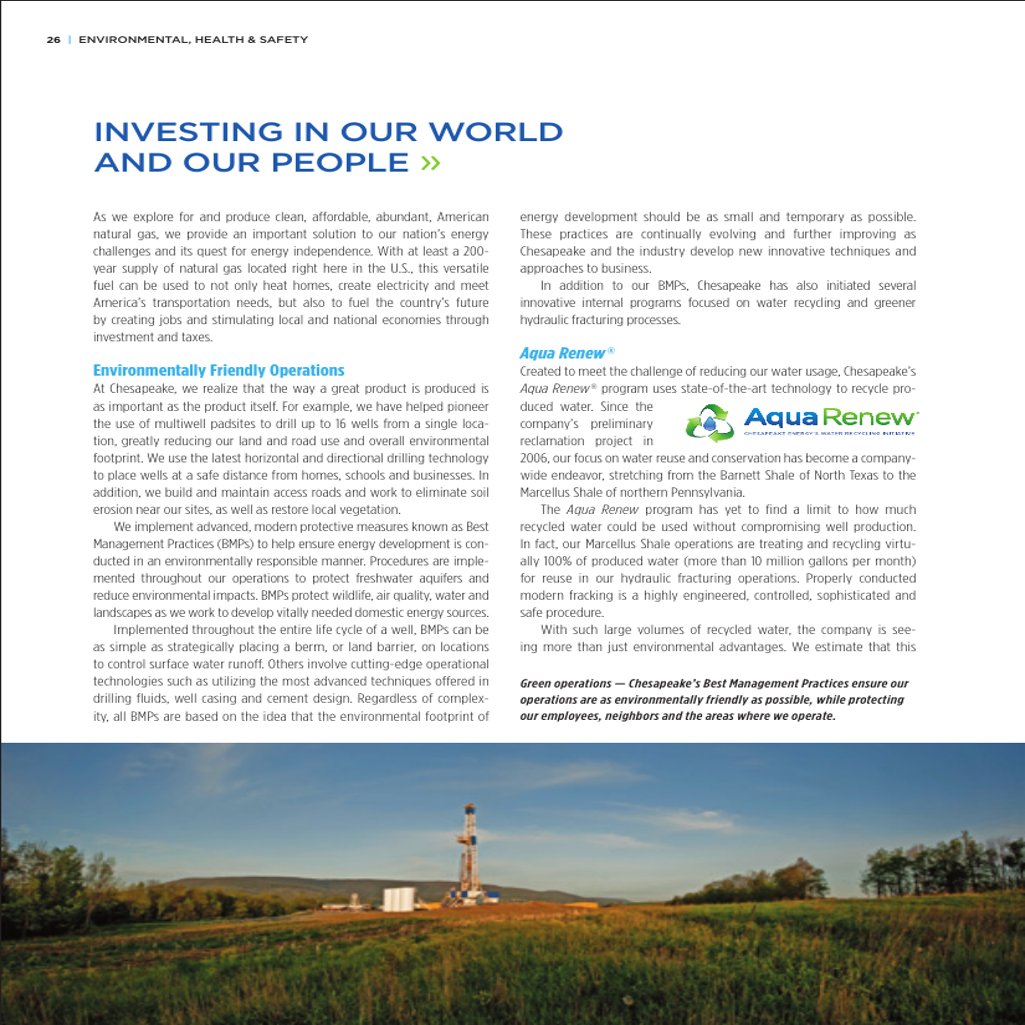 26 | ENVIRONMENTAL, HEALTH & SAFETY
INVESTING IN OUR WORLD
AND OUR PEOPLE »
As we explore for and produce clean, affordable, abundant, American
natural gas, we provide an important solution to our nation's energy
challenges and its quest for energy independence. With at least a 200-
year supply of natural gas located right here in the U.S., this versatile
fuel can be used to not only heat homes, create electricity and meet
America's transportation needs, but also to fuel the country's future
by creating jobs and stimulating local and national economies through
investment and taxes.
Environmentally Friendly Operations
At Chesapeake, we realize that the way a great product is produced is
as important as the product itself. For example, we have helped pioneer
the use of multiwell padsites to drill up to 16 wells from a single loca-
tion, greatly reducing our land and road use and overall environmental
footprint. We use the latest horizontal and directional drilling technology
to place wells at a safe distance from homes, schools and businesses. In
addition, we build and maintain access roads and work to eliminate soil
erosion near our sites, as well as restore local vegetation.
We implement advanced, modern protective measures known as Best
Management Practices (BMPs) to help ensure energy development is con-
ducted in an environmentally responsible manner. Procedures are imple-
mented throughout our operations to protect freshwater aquifers and
reduce environmental impacts. BMPs protect wildlife, air quality, water and
landscapes as we work to develop vitally needed domestic energy sources.
Implemented throughout the entire life cycle of a well, BMPs can be
as simple as strategically placing a berm, or land barrier, on locations
to control surface water runoff. Others involve cutting-edge operational
technologies such as utilizing the most advanced techniques offered in
drilling fluids, well casing and cement design. Regardless of complex-
ity, all BMPs are based on the idea that the environmental footprint of
energy development should be as small and temporary as possible.
These practices are continually evolving and further improving as
Chesapeake and the industry develop new innovative techniques and
approaches to business.
In addition to our BMPs, Chesapeake has also initiated several
innovative internal programs focused on water recycling and greener
hydraulic fracturing processes.
Aqua Renew®
Created to meet the challenge of reducing our water usage, Chesapeake's
Aqua Renew® program uses state-of-the-art technology to recycle pro-
duced water. Since the
company's preliminary
reclamation project in
Aqua Renew
CHESAPEAKE ENERGY'S WATER RECYCLING INITIATIVE
2006, our focus on water reuse and conservation has become a company-
wide endeavor, stretching from the Barnett Shale of North Texas to the
Marcellus Shale of northern Pennsylvania.
The Aqua Renew program has yet to find a limit to how much
recycled water could be used without compromising well production.
In fact, our Marcellus Shale operations are treating and recycling virtu-
ally 100% of produced water (more than 10 million gallons per month)
for reuse in our hydraulic fracturing operations. Properly conducted
modern fracking is a highly engineered, controlled, sophisticated and
safe procedure.
With such large volumes of recycled water, the company is see-
ing more than just environmental advantages. We estimate that this
Green operations — Chesapeake's Best Management Practices ensure our
operations are as environmentally friendly as possible, while protecting
our employees, neighbors and the areas where we operate.